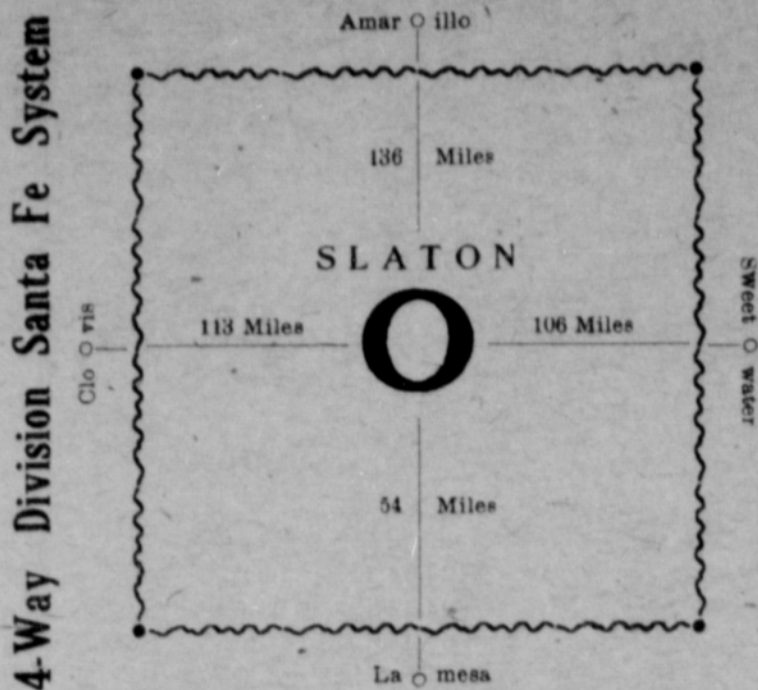 4-Way Division Santa Fe System
Amar O illo
136 Miles
SLATON
O
Clo O vis
113 Miles
106 Miles
Sweet O water
54 Miles
La O mesa